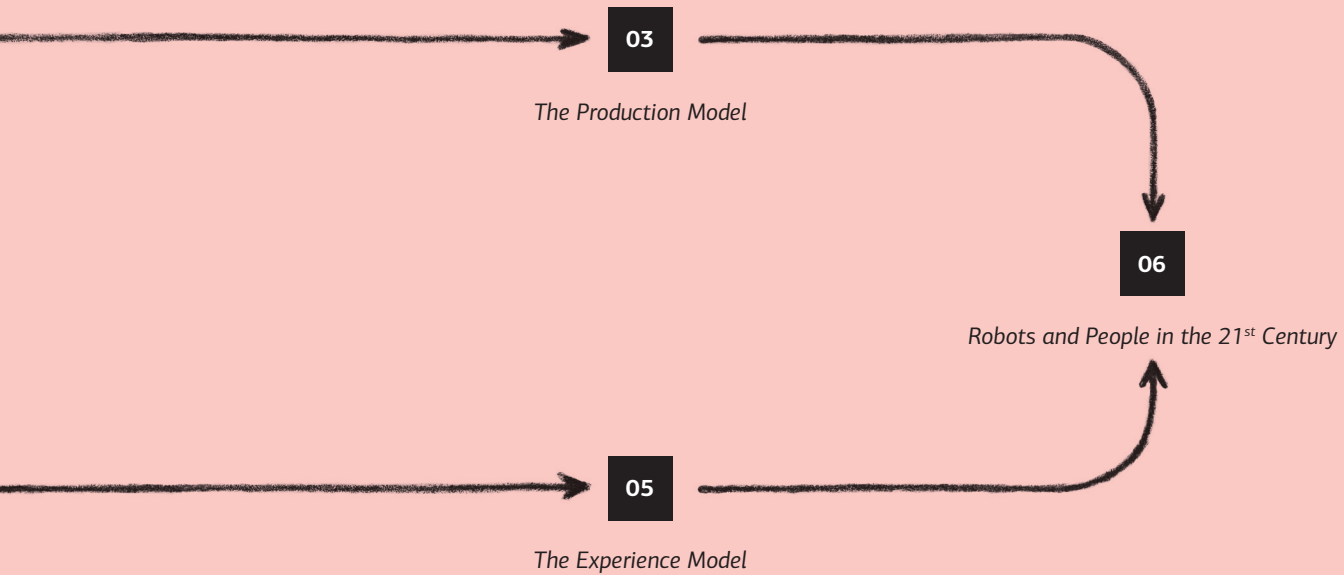 03
The Production Model
06
Robots and People in the 21st Century
05
The Experience Model